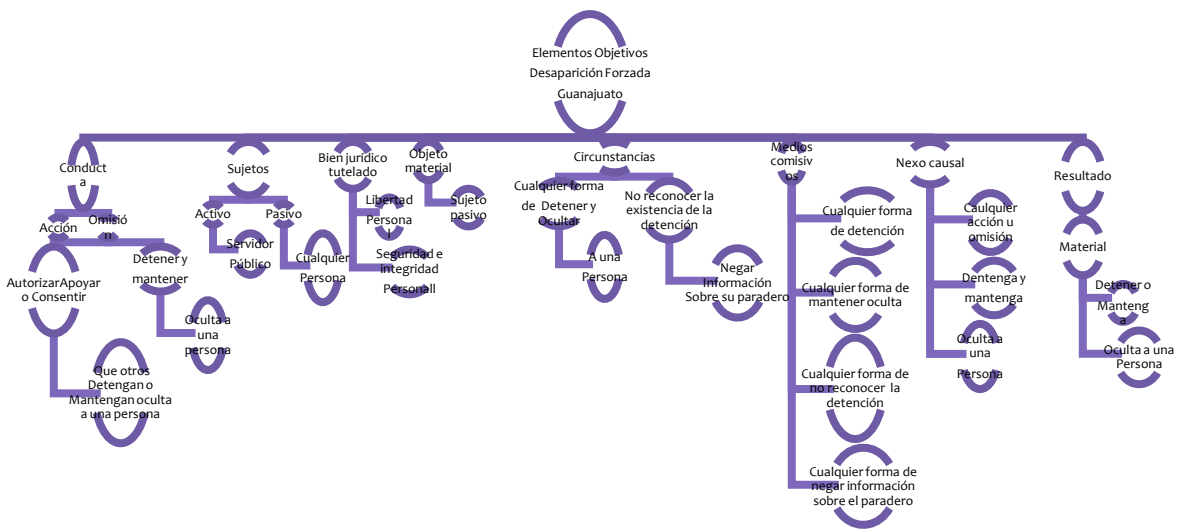 Elementos Objetivos
Desaparición Forzada
Guanajuato
Conduct
a
Acción
Omisió
n
AutorizarApoyar
o Consentir
Que otros
Detengan o
Mantengan oculta
a una persona
Detener y
mantener
Oculta a
una
persona
Sujetos
Activo
Servidor
Público
Pasivo
Cualquier
Persona
Bien jurídico
tutelado
Libertad
Persona
l
Seguridad e
integridad
Personall
Objeto
material
Sujeto
pasivo
Circunstancias
Cualquier forma
de Detener y
Ocultar
A una
Persona
No reconocer la
existencia de la
detención
Negar
Información
Sobre su paradero
Medios
comisiv
os
Cualquier forma
de detención
Cualquier forma de
mantener oculta
Cualquier forma de
no reconocer la
detención
Cualquier forma de
negar información
sobre el paradero
Nexo causal
Caulquier
acción u
omisión
Dentenga y
mantenga
Oculta a
una
Persona
Resultado
Material
Detener o
Manteng
a
Oculta a una
Persona